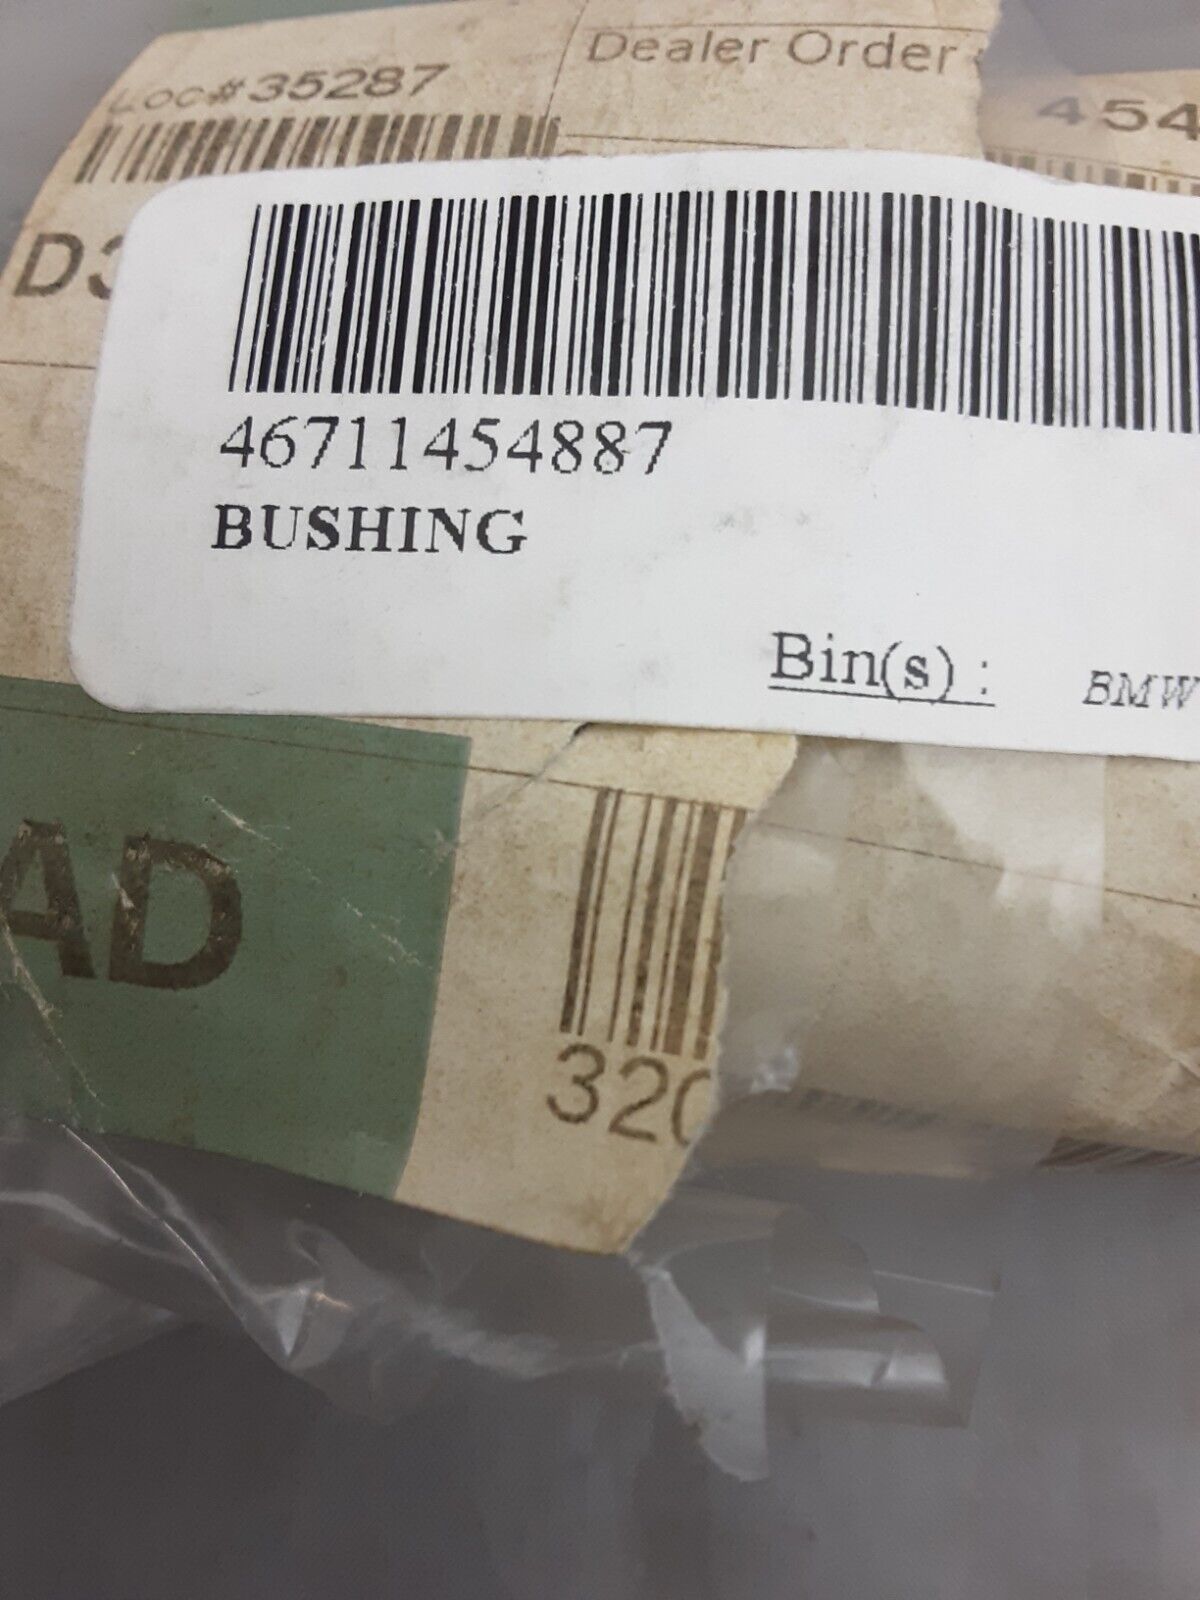 Loc#35287
Dealer Order
454
D3
46711454887
BUSHING
Bin(s) :
BMW
AD
320